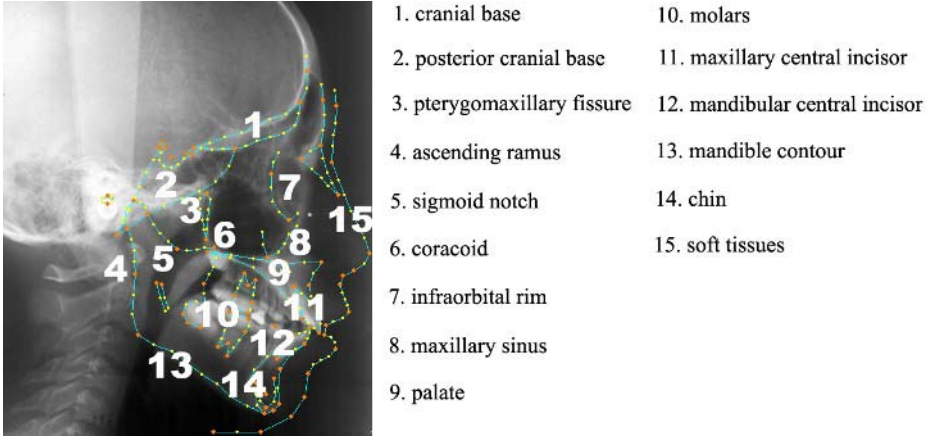 1. cranial base
2. posterior cranial base
3. pterygomaxillary fissure
4. ascending ramus
5. sigmoid notch
6. coracoid
7. infraorbital rim
8. maxillary sinus
9. palate
10. molars
11. maxillary central incisor
12. mandibular central incisor
13. mandible contour
14. chin
15. soft tissues
1
2
3
7
15
6
8
5
4
9
10
11
12
13
14